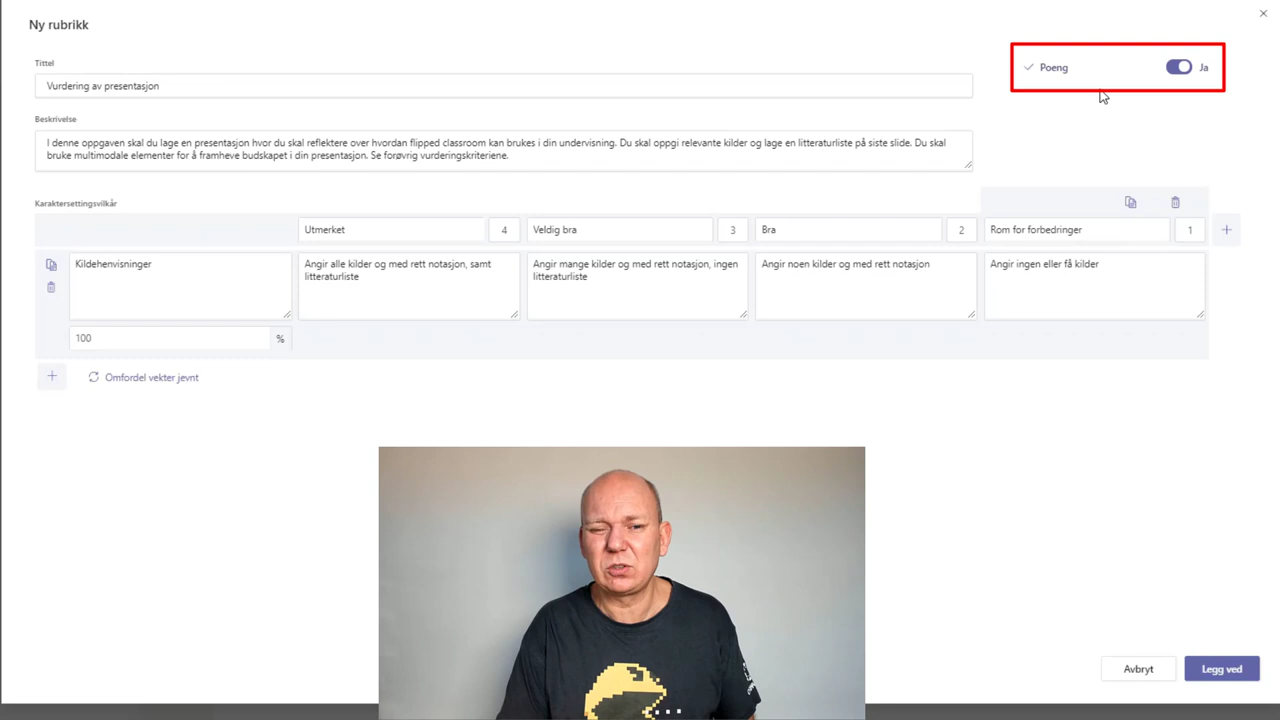 Ny rubrikk
Poeng
Ja
Tittel
Vurdering av presentasjon
Beskrivelse
I denne oppgaven skal du lage en presentasjon hvor du skal reflektere over hvordan flipped classroom kan brukes i din undervisning. Du skal oppgi relevante kilder og lage en litteraturliste på siste slide. Du skal
bruke multimodale elementer for å framheve budskapet i din presentasjon. Se forøvrig vurderingskriteriene.
Karaktersettingsvilkår
Utmerket 4 Veldig bra 3 Bra 2 Rom for forbedringer 1
Kildehenvisninger
Angir alle kilder og med rett notasjon, samt
litteraturliste
Angir mange kilder og med rett notasjon, ingen
litteraturliste
Angir noen kilder og med rett notasjon
Angir ingen eller få kilder
100 %
Omfordel vekter jevnt
Avbryt
Legg ved